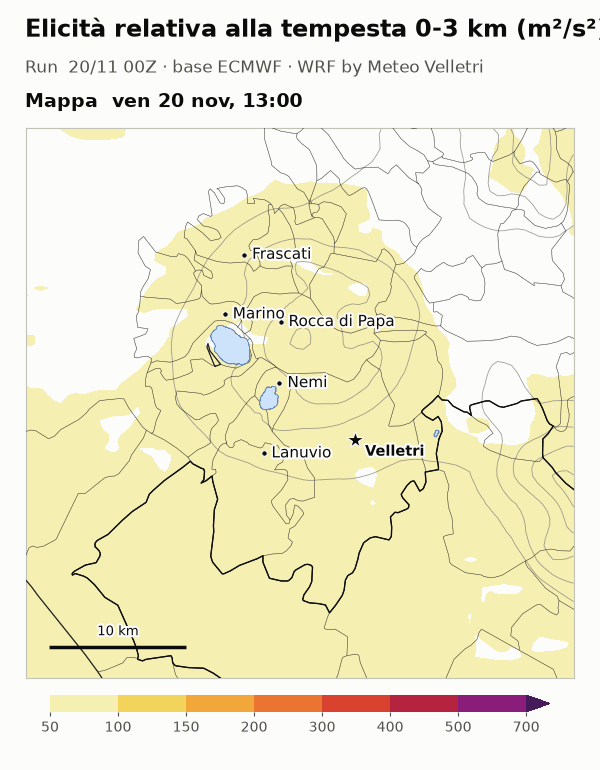 Elicità relativa alla tempesta 0-3 km (m²/s²)
Run 20/11 00Z · base ECMWF · WRF by Meteo Velletri
Mappa ven 20 nov, 13:00
Frascati
Marino
Rocca di Papa
Nemi
Velletri
Lanuvio
10 km
50 100 150 200 300 400 500 700